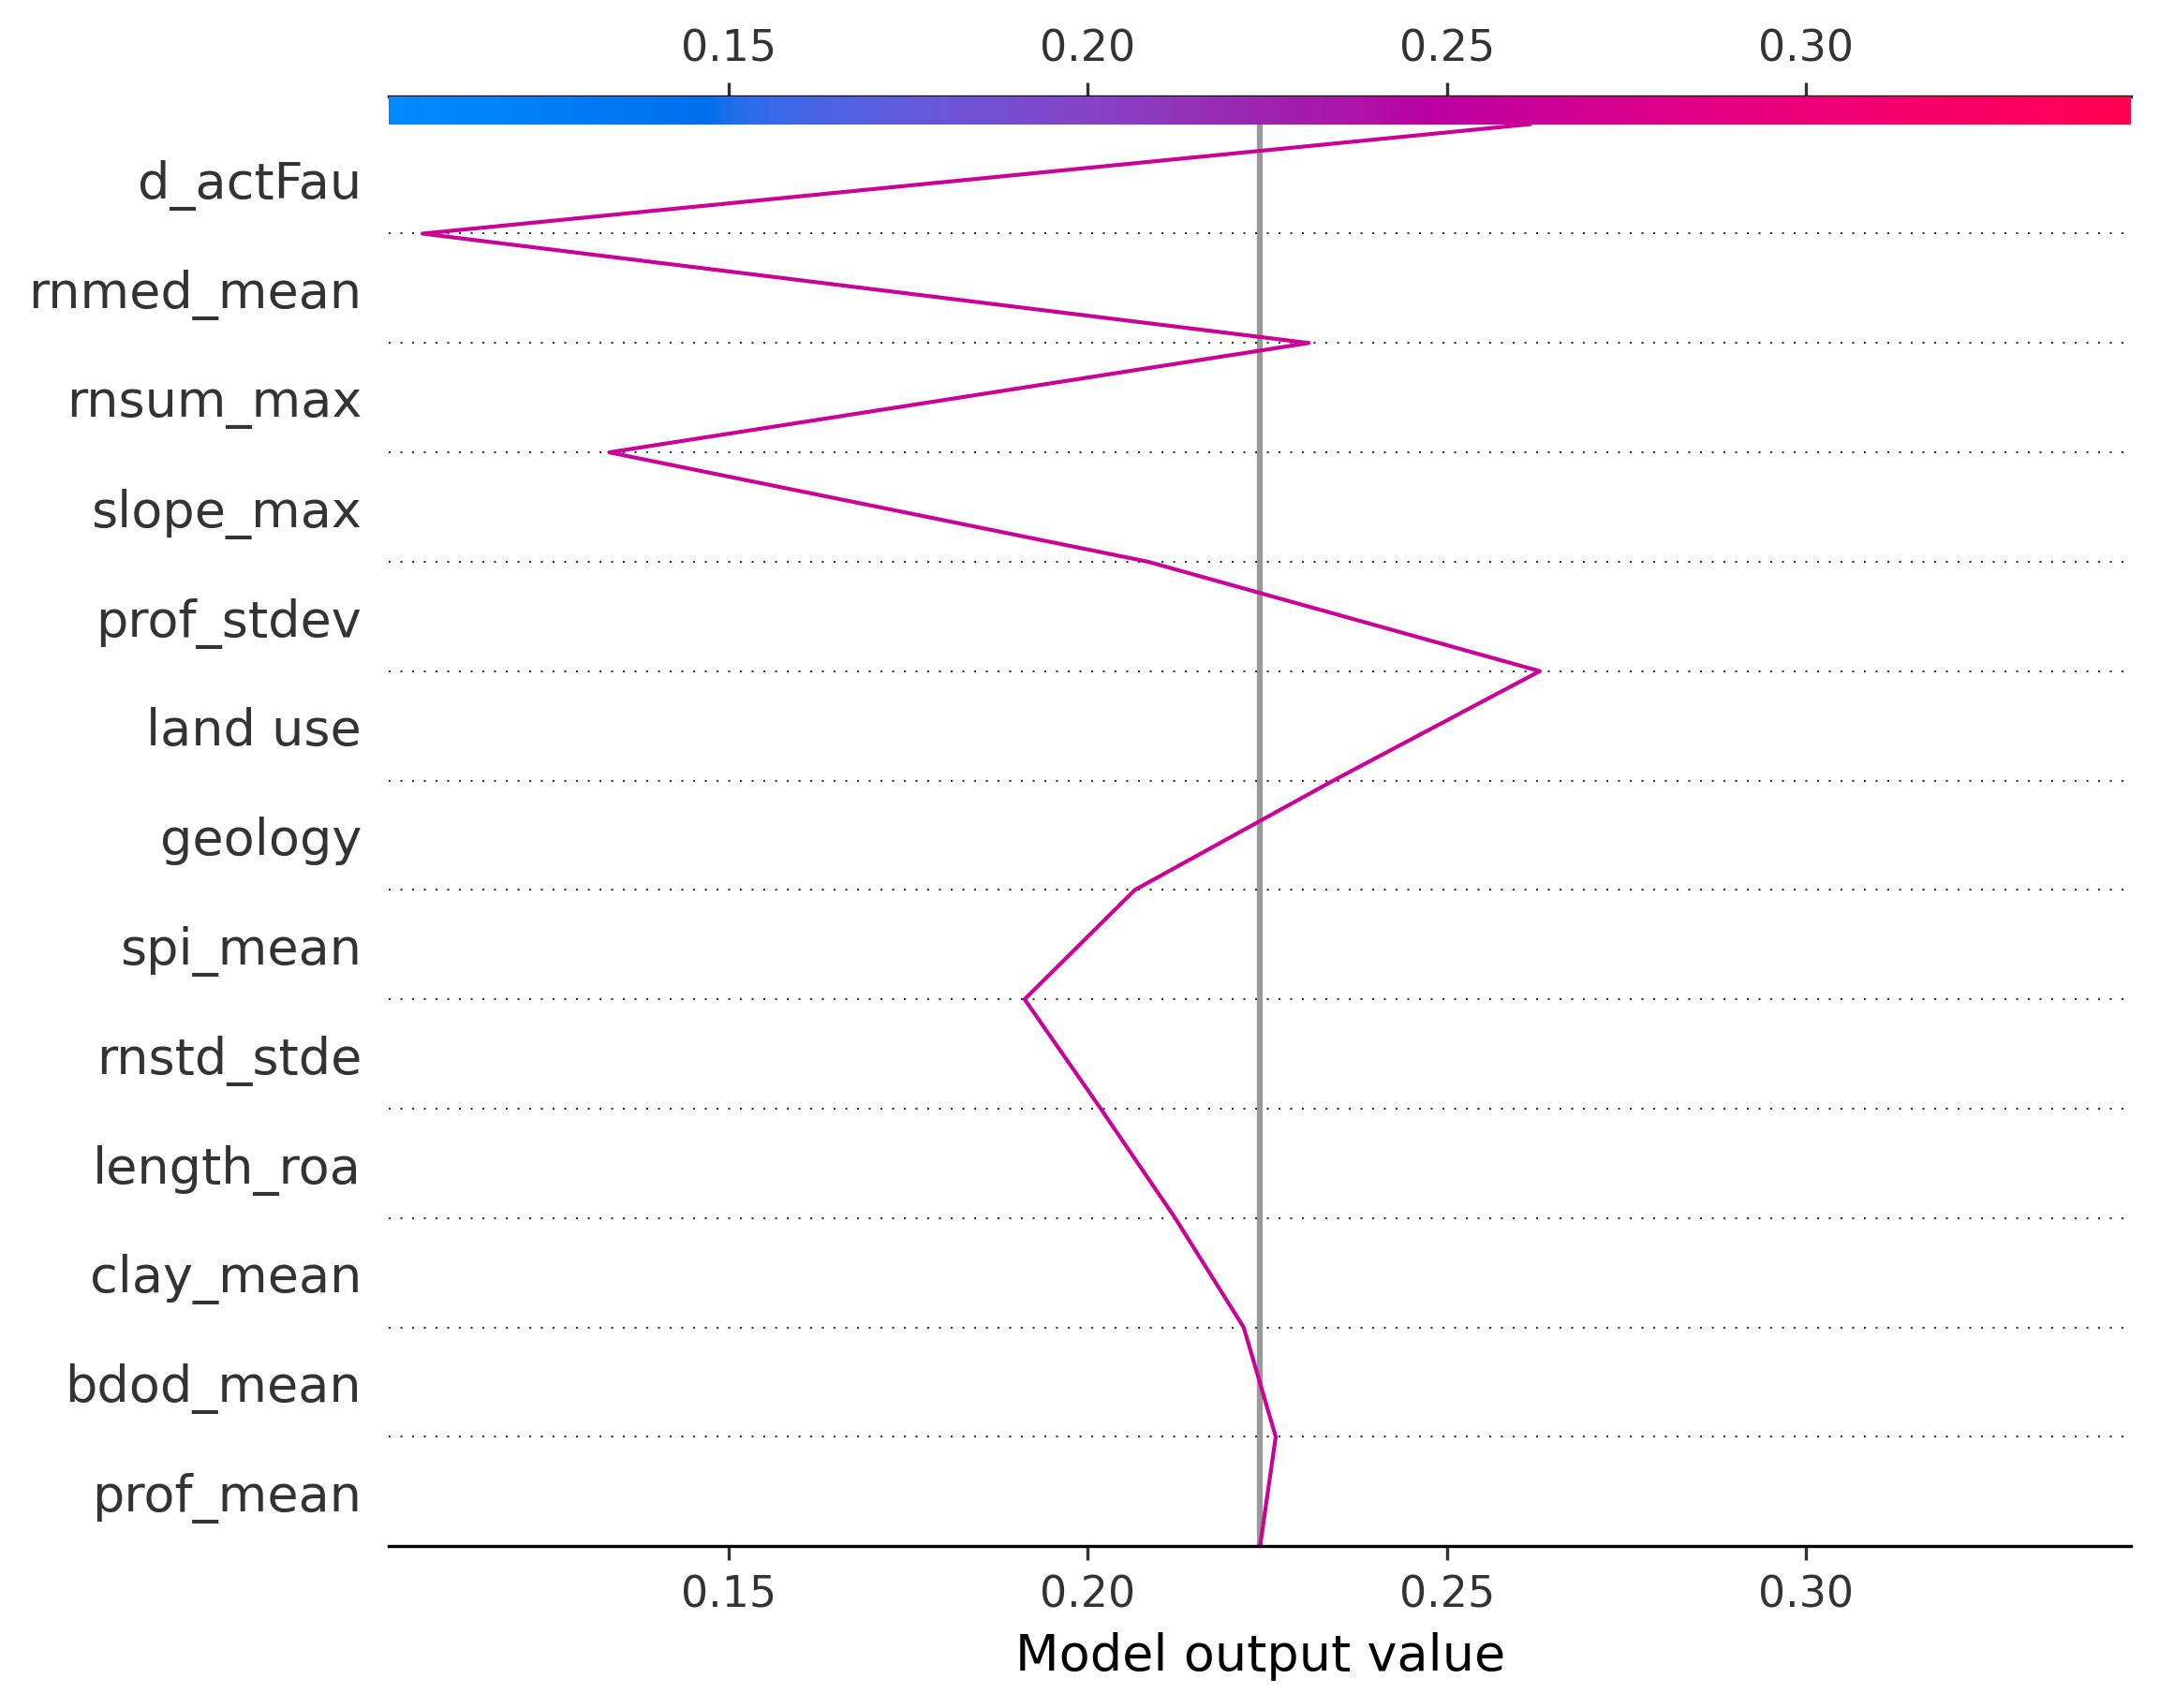 0.15 0.20 0.25 0.30
d_actFau
rnmed_mean
rnsum_max
slope_max
prof_stdev
land use
geology
spi_mean
rnstd_stde
length_roa
clay_mean
bdod_mean
prof_mean
0.15 0.20 0.25 0.30
Model output value